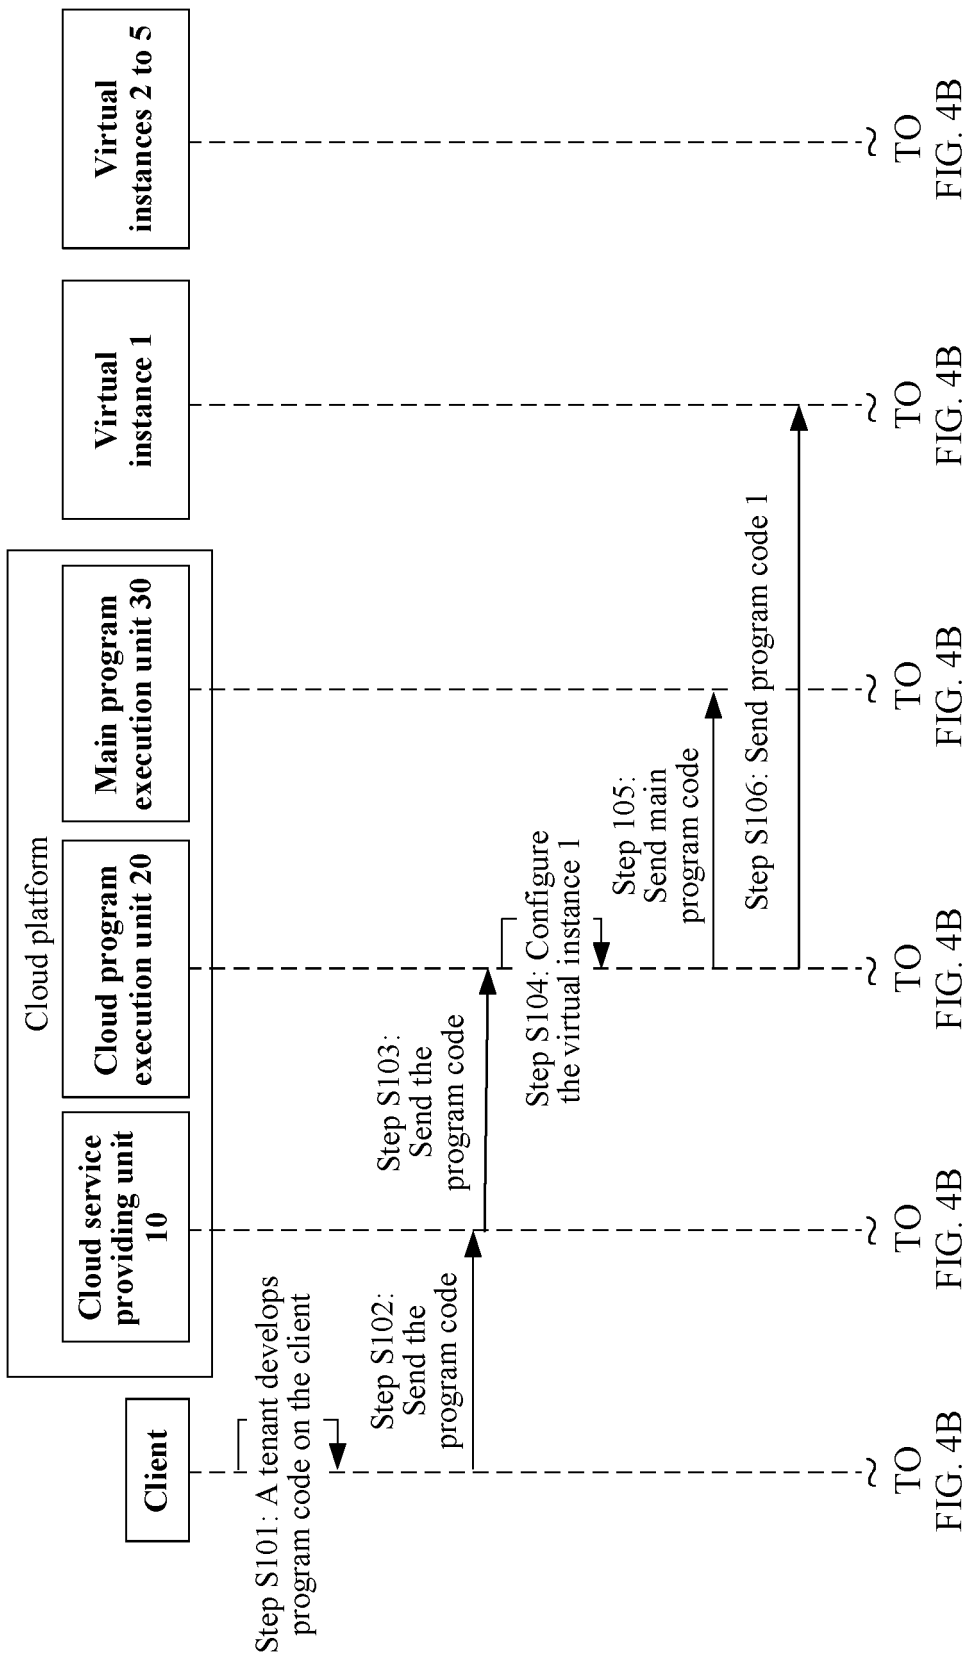 Cloud platform
Client
Cloud service
providing unit
10
Cloud program
execution unit 20
Main program
execution unit 30
Virtual
instance 1
Virtual
instances 2 to 5
Step S101: A tenant develops
program code on the client
Step S102:
Send the
program code
Step S103:
Send the
program code
Step S104: Configure
the virtual instance 1
Step 105:
Send main
program code
Step S106: Send program code 1
TO
FIG. 4B
TO
FIG. 4B
TO
FIG. 4B
TO
FIG. 4B
TO
FIG. 4B
TO
FIG. 4B